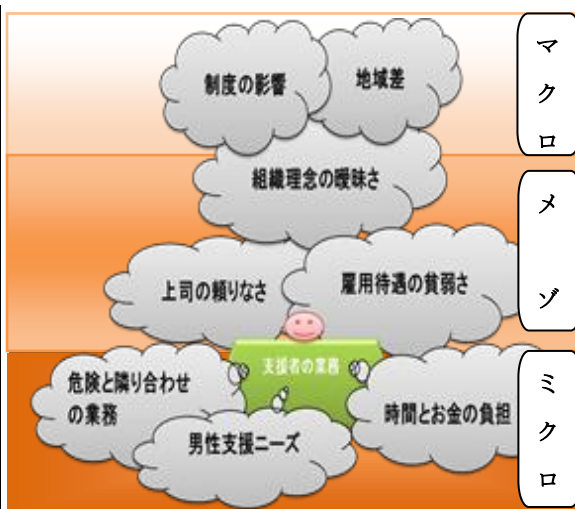 制度の影響
地域差
マクロ
組織理念の曖昧さ
メゾ
上司の頼りなさ
雇用待遇の貧弱さ
支援者の業務
危険と隣り合わせ
の業務
時間とお金の負担
男性支援ニーズ
ミクロ